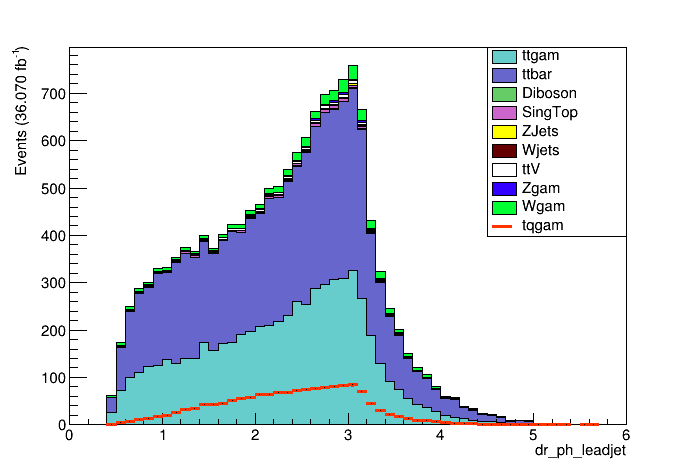 Events (36.070 fb⁻¹)
700
600
500
400
300
200
100
0
0 1 2 3 4 5 6
dr_ph_leadjet
ttgam
ttbar
Diboson
SingTop
ZJets
Wjets
ttV
Zgam
Wgam
tqgam